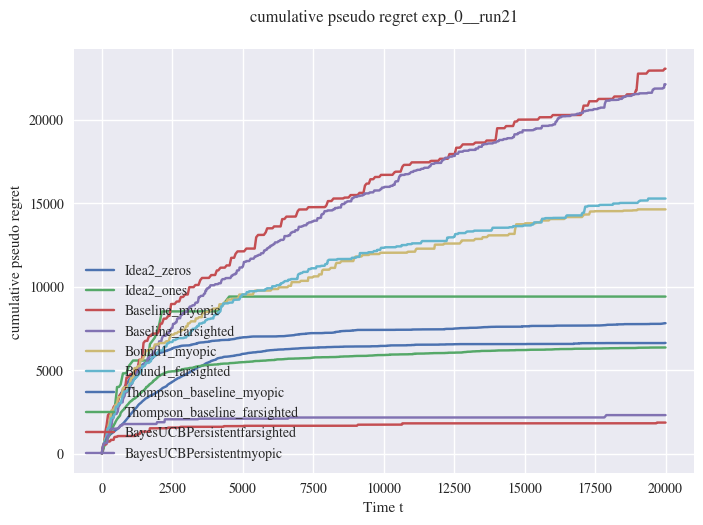 cumulative pseudo regret exp_0__run21
cumulative pseudo regret
20000
15000
10000
5000
0
Idea2_zeros
Idea2_ones
Baseline_myopic
Baseline_farsighted
Bound1_myopic
Bound1_farsighted
Thompson_baseline_myopic
Thompson_baseline_farsighted
BayesUCBPersistentfarsighted
BayesUCBPersistentmyopic
0 2500 5000 7500 10000 12500 15000 17500 20000
Time t